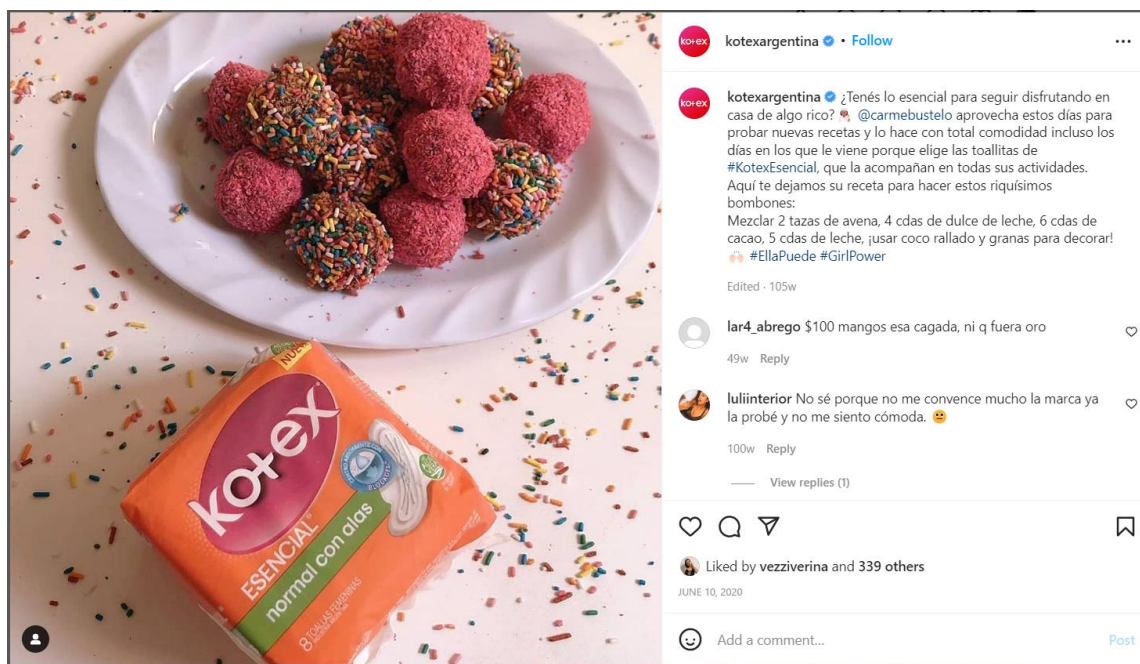 kotex
kotexargentina • Follow
kotex
kotexargentina ¿Tenés lo esencial para seguir disfrutando en
casa de algo rico? @carmebustelo aprovecha estos días para
probar nuevas recetas y lo hace con total comodidad incluso los
días en los que le viene porque elige las toallitas de
#KotexEsencial, que la acompañan en todas sus actividades.
Aquí te dejamos su receta para hacer estos riquísimos
bombones:
Mezclar 2 tazas de avena, 4 cdas de dulce de leche, 6 cdas de
cacao, 5 cdas de leche, ¡usar coco rallado y granas para decorar!
#EllaPuede #GirlPower
Edited · 105w
lar4_abrego $100 mangos esa cagada, ni q fuera oro
49w Reply
luliinterior No sé porque no me convence mucho la marca ya
la probé y no me siento cómoda.
100w Reply
View replies (1)
Liked by vezziverina and 339 others
JUNE 10, 2020
Add a comment...
Post
NUEVO
kotex
ESENCIAL
normal con alas
8 TOALLAS FEMENINAS